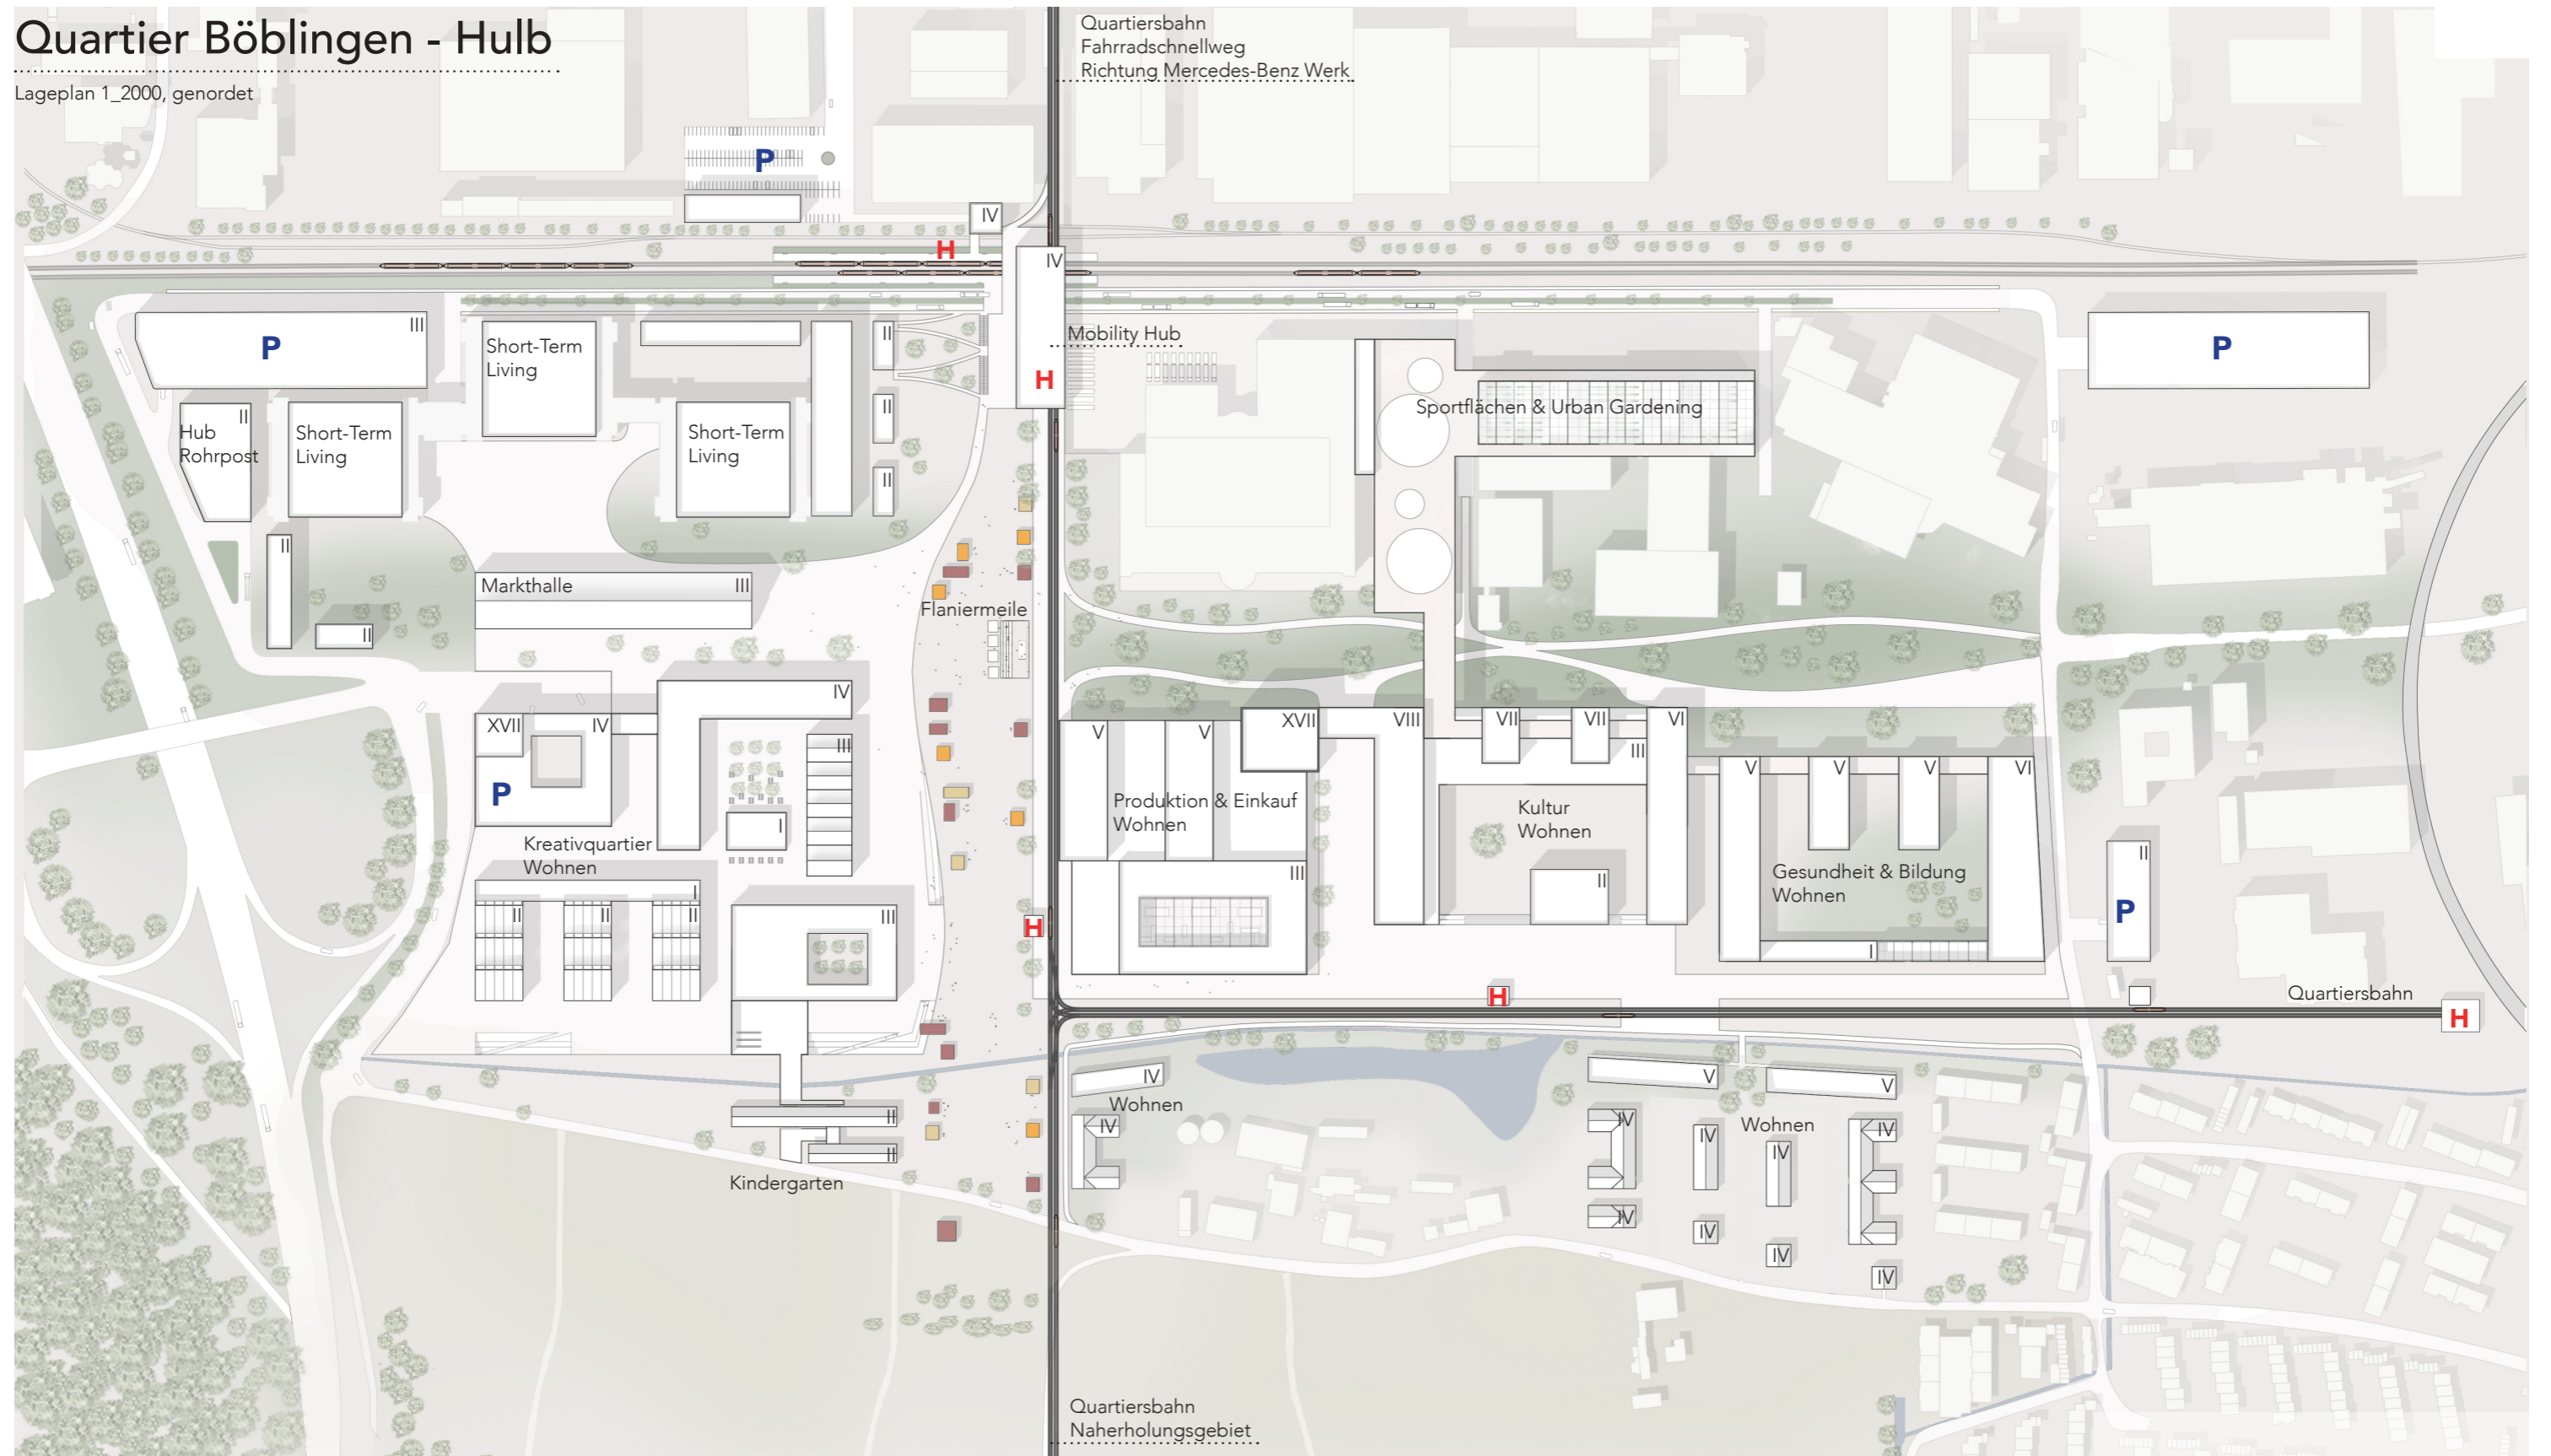 Quartier Böblingen - Hulb
Lageplan 1_2000, genordet
Quartiersbahn
Fahrradschnellweg
Richtung Mercedes-Benz Werk
P
IV
H
IV
III
P
Short-Term
Living
II
Mobility Hub
H
P
II
Hub
Rohrpost
Short-Term
Living
Short-Term
Living
II
II
Sportflächen & Urban Gardening
II
II
Markthalle
III
Flaniermeile
IV
XVII
IV
P
III
I
Kreativquartier
Wohnen
I
II
II
II
III
H
V
V
XVII
VIII
VII
VII
VI
III
Produktion & Einkauf
Wohnen
Kultur
Wohnen
III
II
V
V
V
VI
Gesundheit & Bildung
Wohnen
I
II
P
H
Quartiersbahn
H
II
II
Kindergarten
IV
Wohnen
IV
V
V
IV
IV
Wohnen
IV
IV
IV
IV
IV
IV
Quartiersbahn
Naherholungsgebiet